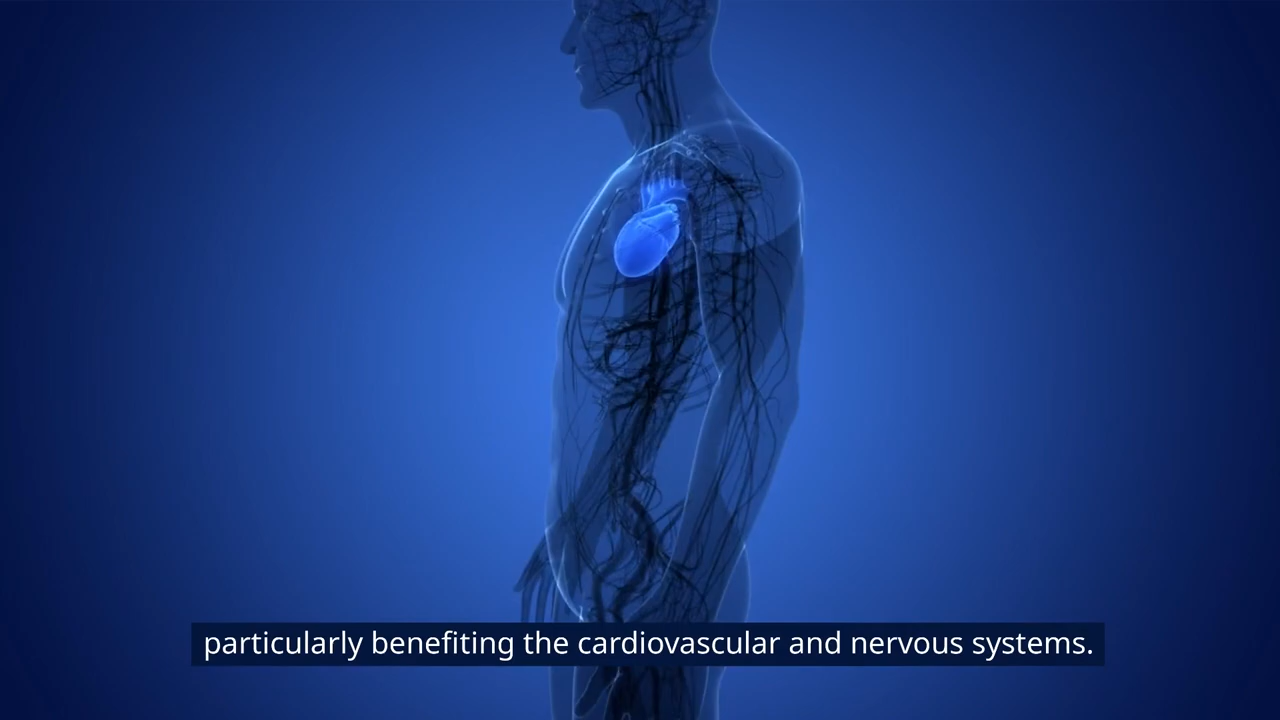 particularly benefiting the cardiovascular and nervous systems.